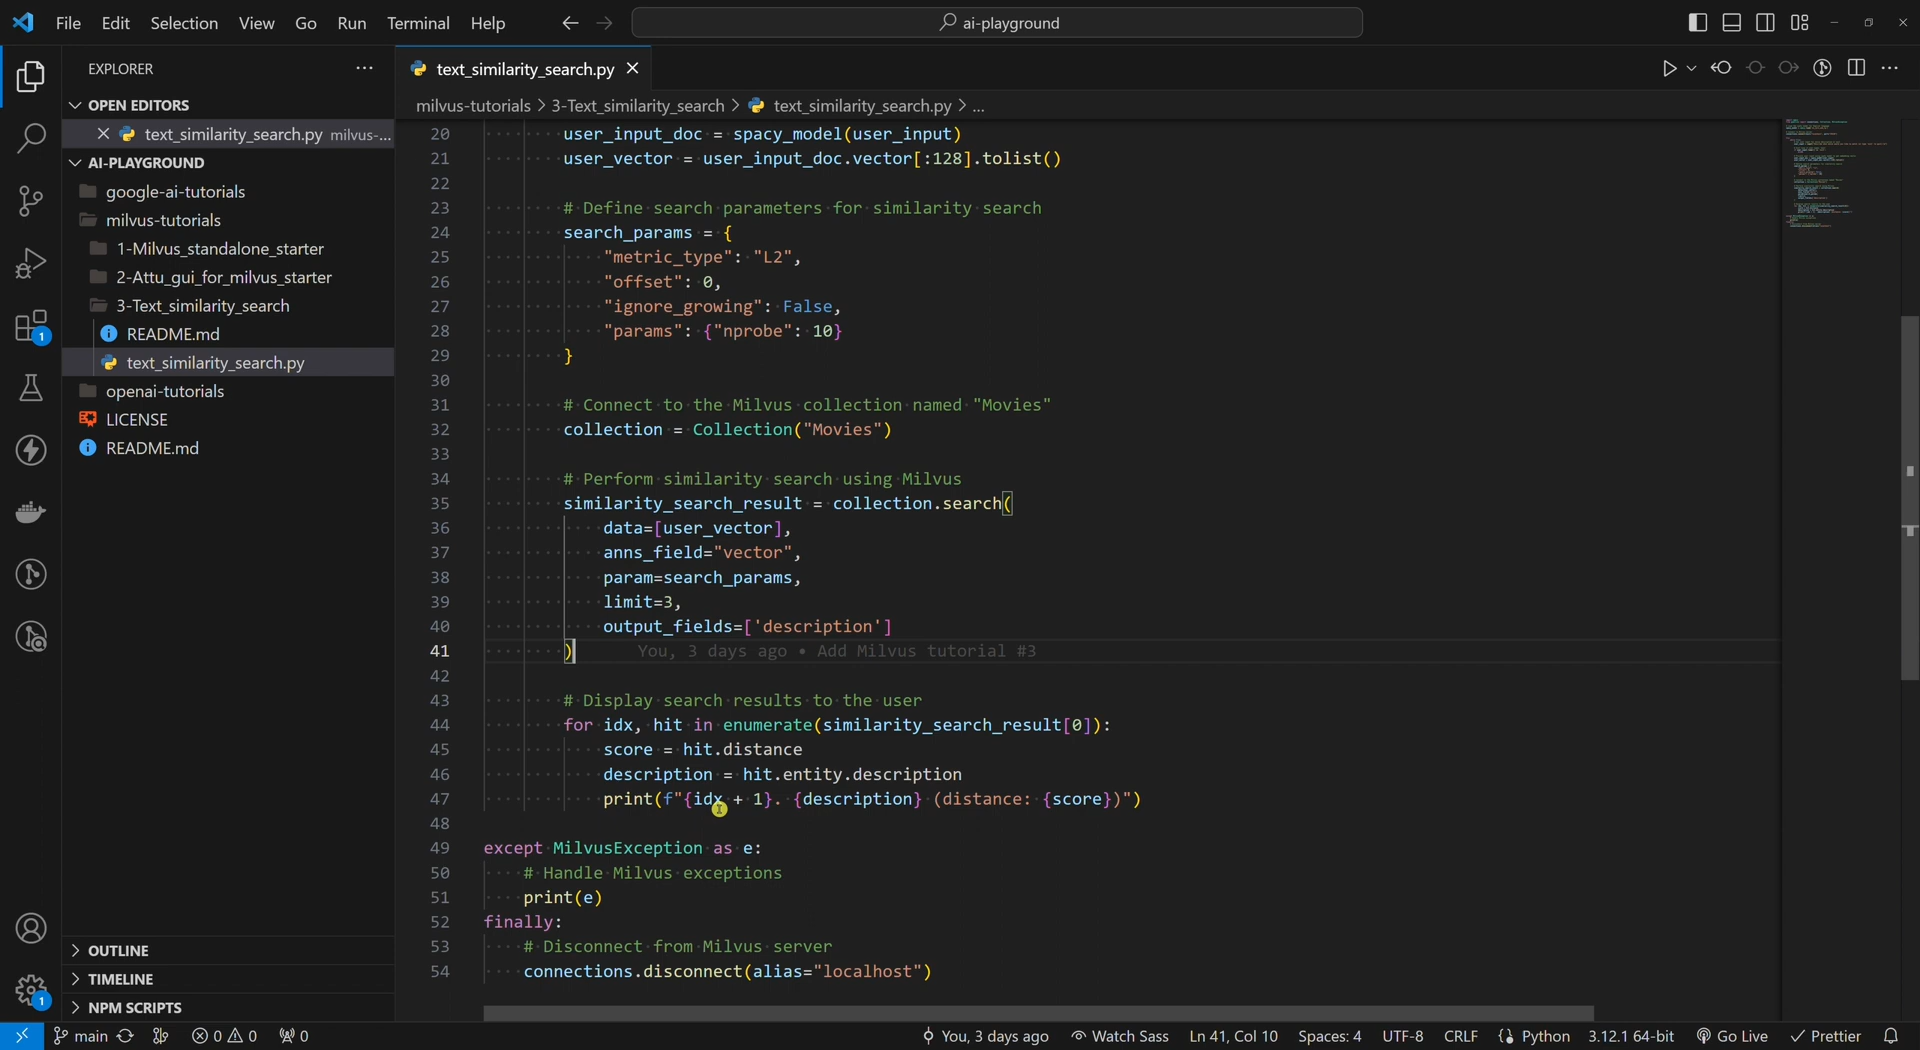 File Edit Selection View Go Run Terminal Help
ai-playground
EXPLORER
OPEN EDITORS
text_similarity_search.py milvus-...
AI-PLAYGROUND
google-ai-tutorials
milvus-tutorials
1-Milvus_standalone_starter
2-Attu_gui_for_milvus_starter
3-Text_similarity_search
README.md
text_similarity_search.py
openai-tutorials
LICENSE
README.md
OUTLINE
TIMELINE
NPM SCRIPTS
1
1
text_similarity_search.py
milvus-tutorials > 3-Text_similarity_search > text_similarity_search.py > ...
20 user_input_doc = spacy_model(user_input)
21 user_vector = user_input_doc.vector[:128].tolist()
22
23 # Define search parameters for similarity search
24 search_params = {
25 "metric_type": "L2",
26 "offset": 0,
27 "ignore_growing": False,
28 "params": {"nprobe": 10}
29 }
30
31 # Connect to the Milvus collection named "Movies"
32 collection = Collection("Movies")
33
34 # Perform similarity search using Milvus
35 similarity_search_result = collection.search(
36 data=[user_vector],
37 anns_field="vector",
38 param=search_params,
39 limit=3,
40 output_fields=['description']
41 ) You, 3 days ago • Add Milvus tutorial #3
42
43 # Display search results to the user
44 for idx, hit in enumerate(similarity_search_result[0]):
45 score = hit.distance
46 description = hit.entity.description
47 print(f"{idx + 1}. {description} (distance: {score})")
48
49 except MilvusException as e:
50 # Handle Milvus exceptions
51 print(e)
52 finally:
53 # Disconnect from Milvus server
54 connections.disconnect(alias="localhost")
main 0 0 0 You, 3 days ago Watch Sass Ln 41, Col 10 Spaces: 4 UTF-8 CRLF Python 3.12.1 64-bit Go Live Prettier